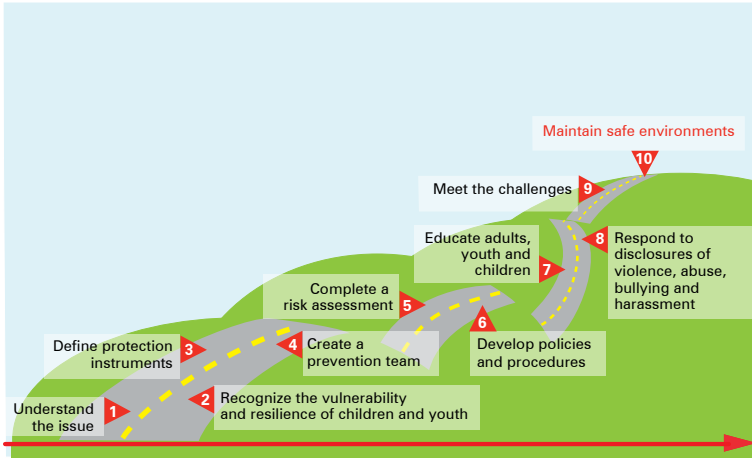 Maintain safe environments
10
Meet the challenges
9
Educate adults,
youth and
children
7
8
Respond to
disclosures of
violence, abuse,
bullying and
harassment
Complete a
risk assessment
5
6
Develop policies
and procedures
Define protection
instruments
3
4
Create a
prevention team
2
Recognize the vulnerability
and resilience of children and youth
Understand
the issue
1